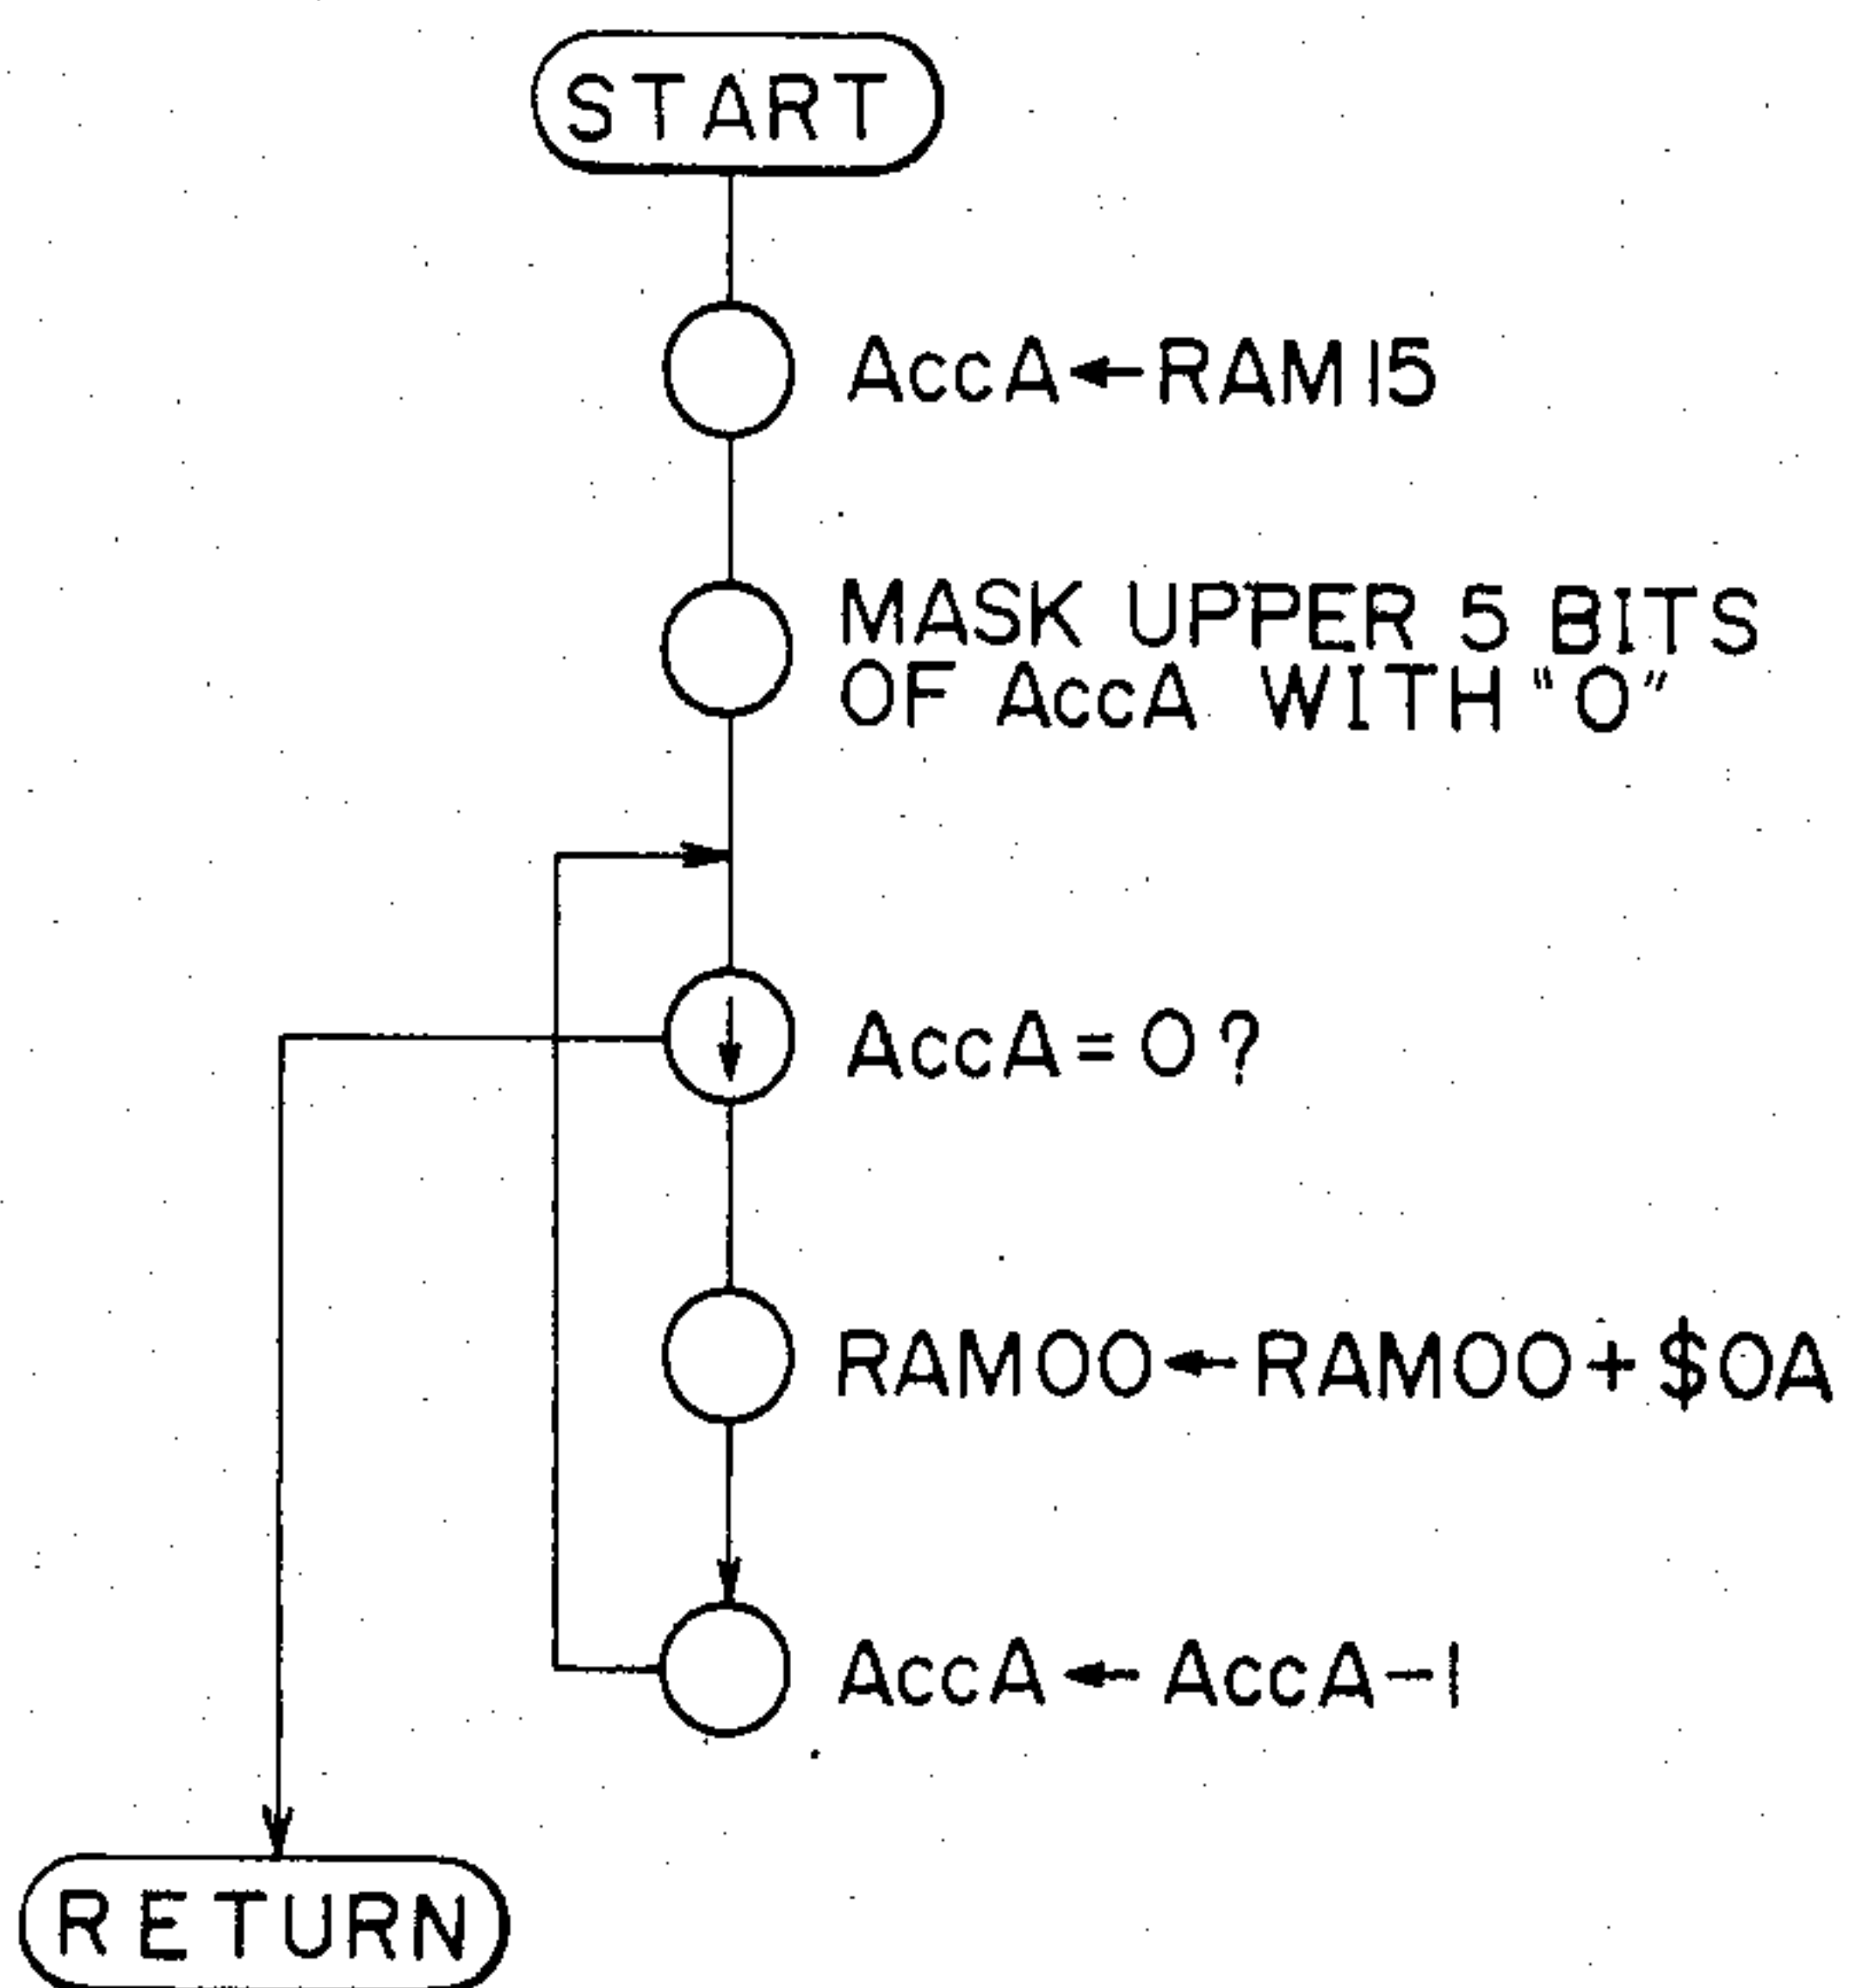 START
AccA←RAM15
MASK UPPER 5 BITS
OF AccA WITH "0"
AccA=0?
RAM00←RAM00+$0A
AccA←AccA-1
RETURN